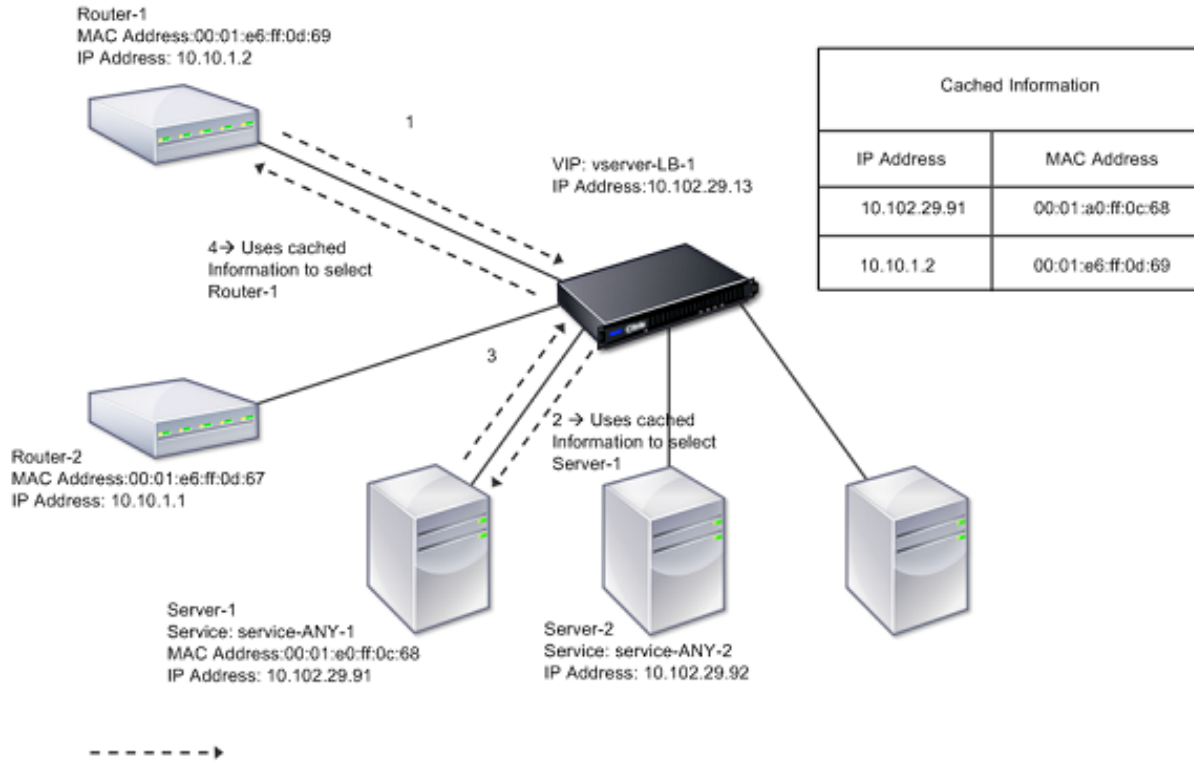 Router-1
MAC Address:00:01:e6:ff:0d:69
IP Address: 10.10.1.2
1
VIP: vserver-LB-1
IP Address:10.102.29.13
Cached Information
IP Address MAC Address
10.102.29.91 00:01:a0:ff:0c:68
10.10.1.2 00:01:e6:ff:0d:69
4→ Uses cached
Information to select
Router-1
3
2 → Uses cached
Information to select
Server-1
Router-2
MAC Address:00:01:e6:ff:0d:67
IP Address: 10.10.1.1
Server-1
Service: service-ANY-1
MAC Address:00:01:e0:ff:0c:68
IP Address: 10.102.29.91
Server-2
Service: service-ANY-2
IP Address: 10.102.29.92